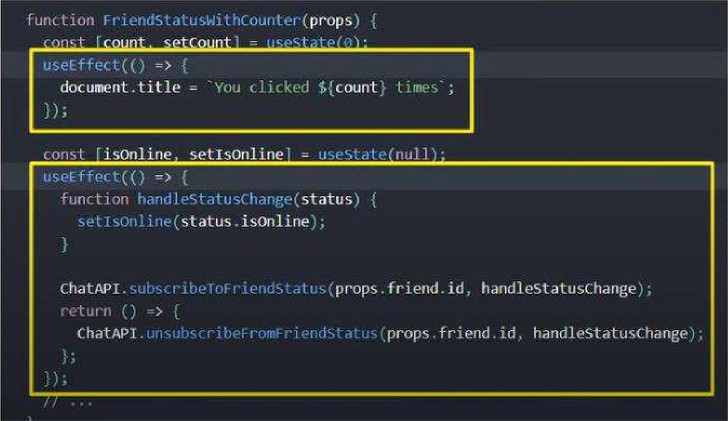 function FriendStatusWithCounter(props) {
const [count, setCount] = useState(0);
useEffect(() => {
document.title = `You clicked ${count} times`;
});
const [isOnline, setIsOnline] = useState(null);
useEffect(() => {
function handleStatusChange(status) {
setIsOnline(status.isOnline);
}
ChatAPI.subscribeToFriendStatus(props.friend.id, handleStatusChange);
return () => {
ChatAPI.unsubscribeFromFriendStatus(props.friend.id, handleStatusChange);
};
});
// ...
}